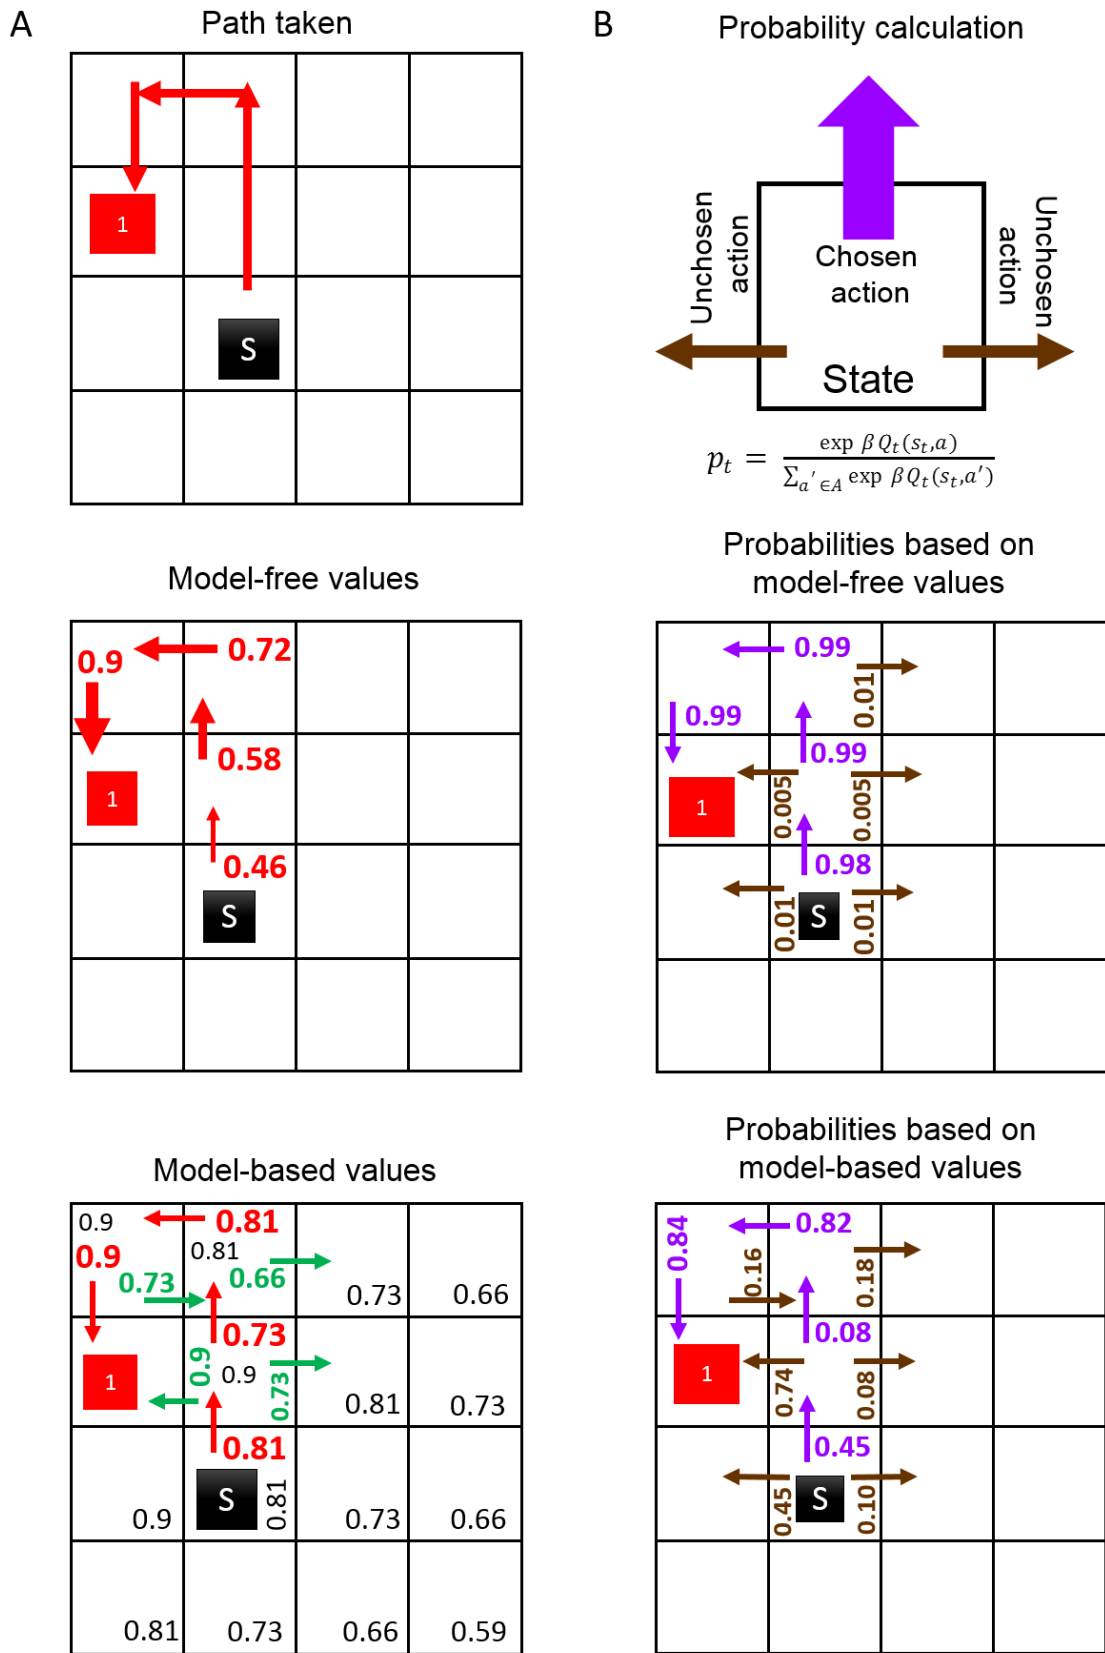 A
Path taken
1
S
B
Probability calculation
Unchosen
action
Chosen
action
Unchosen
action
State
p_t = exp β Q_t(s_t,a) / ∑_{a' ∈ A} exp β Q_t(s_t,a')
Model-free values
0.9
0.72
0.58
1
0.46
S
Probabilities based on
model-free values
0.99
0.01
0.99
0.99
1
0.005
0.005
0.98
0.01
S
0.01
Model-based values
0.9
0.81
0.9
0.81
0.73
0.66
0.73
0.66
0.73
1
0.9
0.9
0.73
0.81
0.73
0.81
0.9
S
0.81
0.73
0.66
0.81
0.73
0.66
0.59
Probabilities based on
model-based values
0.84
0.82
0.16
0.18
0.08
1
0.74
0.08
0.45
0.45
S
0.10